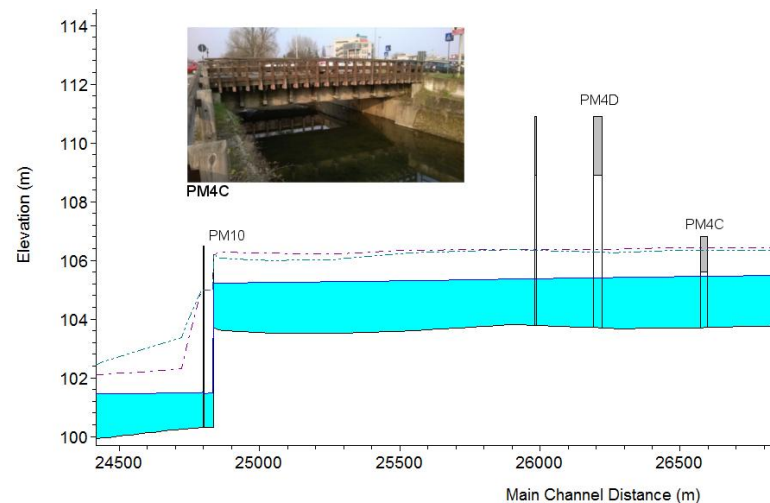 114
112
110
108
106
104
102
100
Elevation (m)
PM4C
PM10
PM4D
PM4C
24500 25000 25500 26000 26500
Main Channel Distance (m)